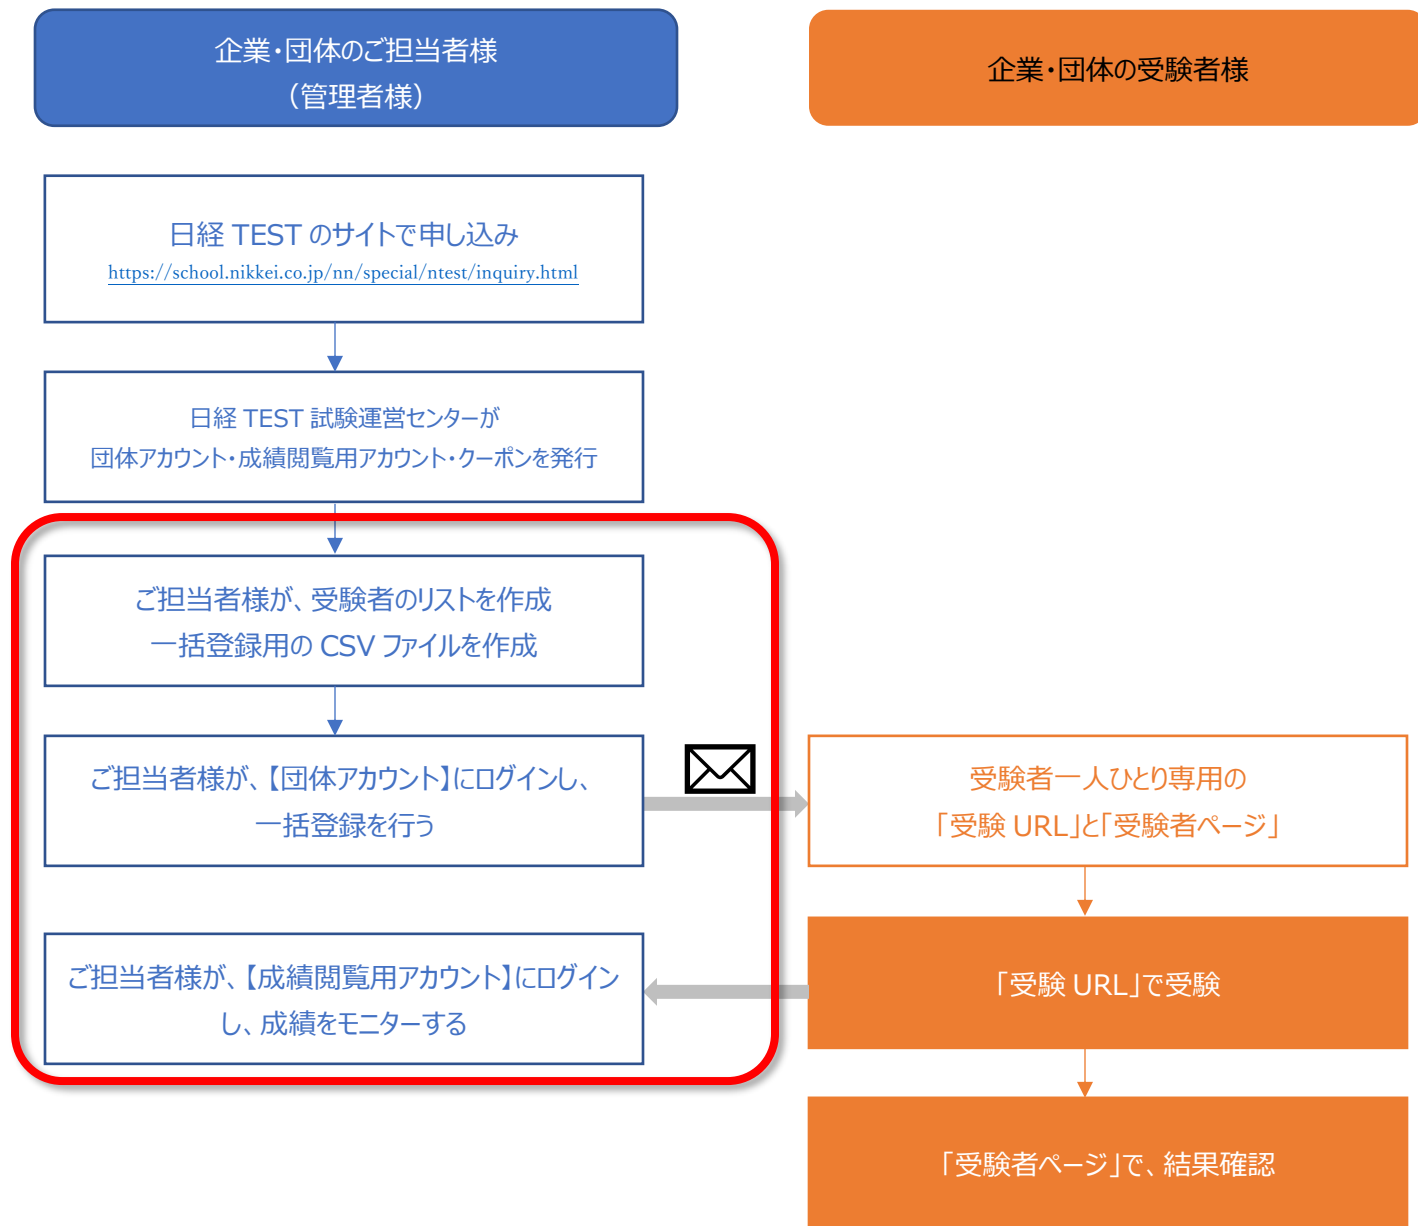 企業・団体のご担当者様
（管理者様）
企業・団体の受験者様
日経 TEST のサイトで申し込み
https://school.nikkei.co.jp/nn/special/ntest/inquiry.html
日経 TEST 試験運営センターが
団体アカウント・成績閲覧用アカウント・クーポンを発行
ご担当者様が、受験者のリストを作成
一括登録用の CSV ファイルを作成
ご担当者様が、【団体アカウント】にログインし、
一括登録を行う
受験者一人ひとり専用の
「受験 URL」と「受験者ページ」
ご担当者様が、【成績閲覧用アカウント】にログイン
し、成績をモニターする
「受験 URL」で受験
「受験者ページ」で、結果確認